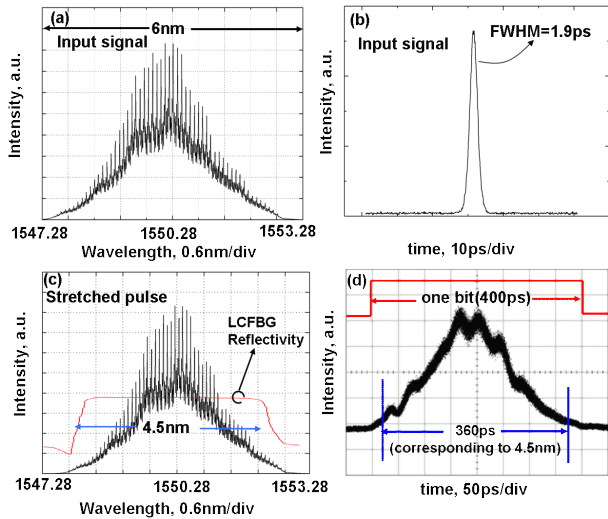 (a)
6nm
Input signal
Intensity, a.u.
1547.28
1550.28
1553.28
Wavelength, 0.6nm/div
(b)
Input signal
FWHM=1.9ps
Intensity, a.u.
time, 10ps/div
(c)
Stretched pulse
LCFBG
Reflectivity
4.5nm
Intensity, a.u.
1547.28
1550.28
1553.28
Wavelength, 0.6nm/div
(d)
one bit(400ps)
Intensity, a.u.
360ps
(corresponding to 4.5nm)
time, 50ps/div